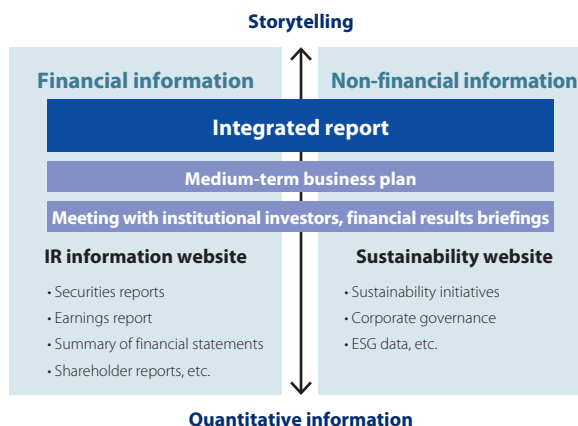 Storytelling
Financial information
Non-financial information
Integrated report
Medium-term business plan
Meeting with institutional investors, financial results briefings
IR information website
• Securities reports
• Earnings report
• Summary of financial statements
• Shareholder reports, etc.
Sustainability website
• Sustainability initiatives
• Corporate governance
• ESG data, etc.
Quantitative information